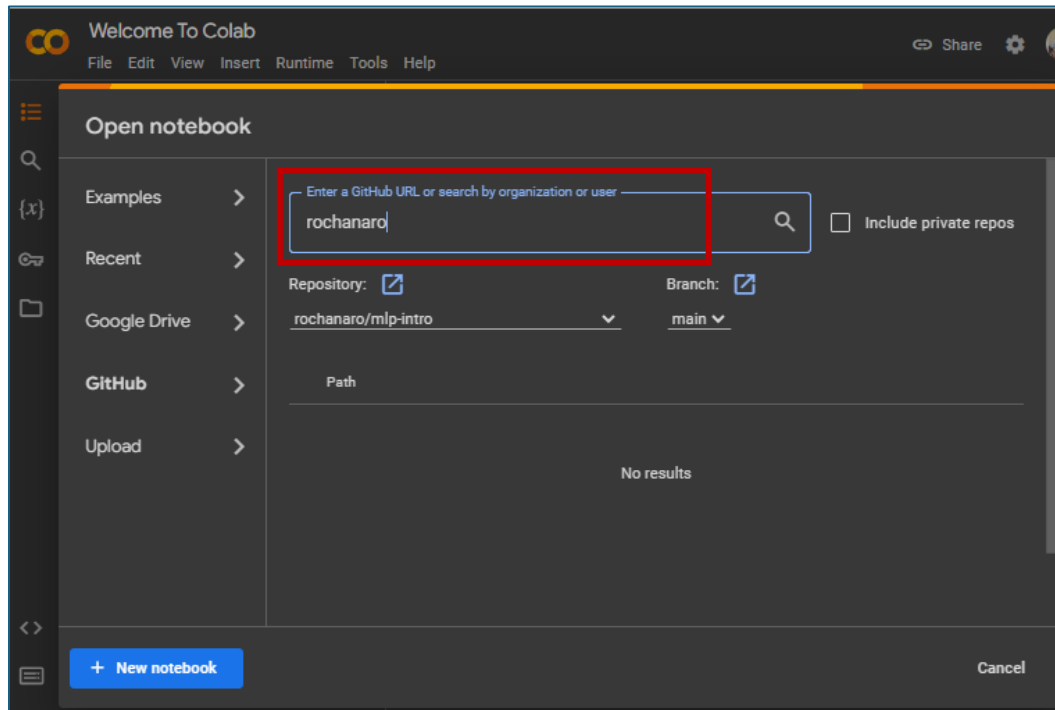 CO
Welcome To Colab
Share
File Edit View Insert Runtime Tools Help
Open notebook
Examples
Recent
Google Drive
GitHub
Upload
Enter a GitHub URL or search by organization or user
rochanaro
Include private repos
Repository:
Branch:
rochanaro/mlp-intro
main
Path
No results
{x}
<>
+ New notebook
Cancel